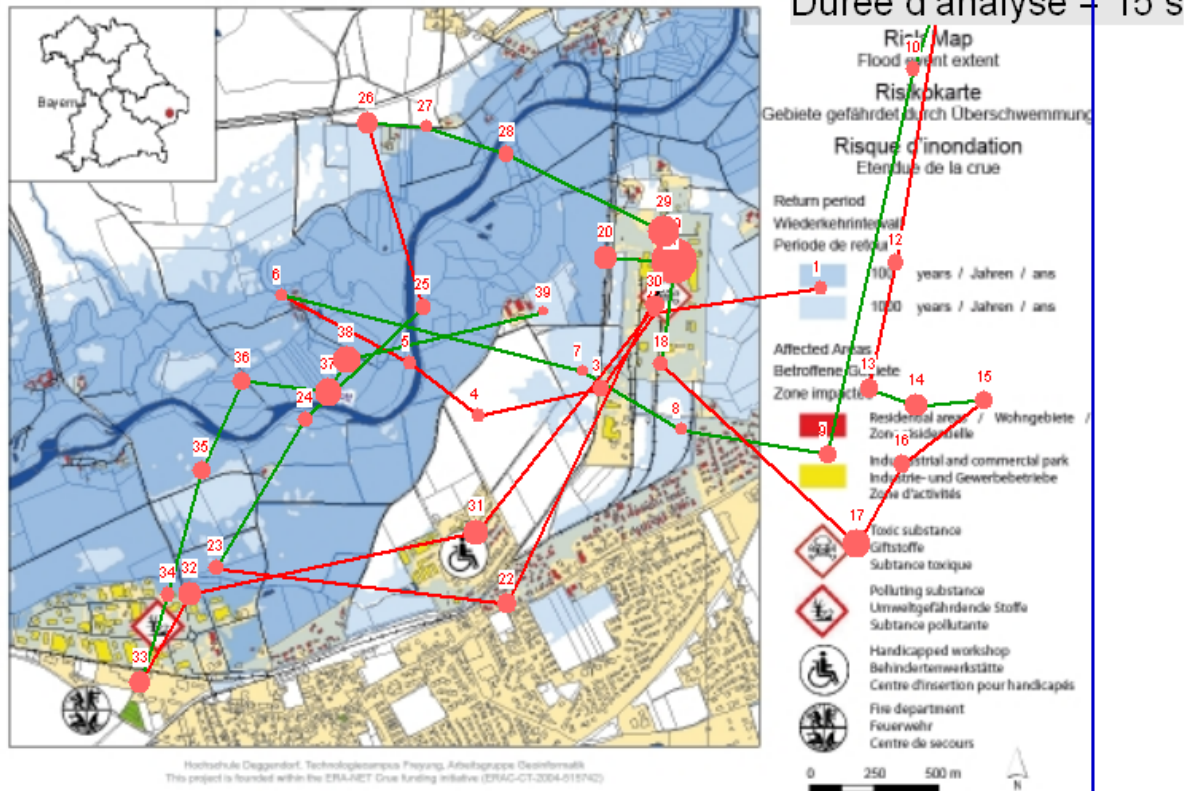 Durée d'analyse = 15 s
Risk Map
Flood event extent
Risikokarte
Gebiete gefährdet durch Überschwemmung
Risque d'inondation
Etendue de la crue
Bayern
Return period
Wiederkehrintervall
Periode de retour
100 years / Jahren / ans
1000 years / Jahren / ans
Affected Areas
Betroffene Gebiete
Zone impactée
Residential areas / Wohngebiete /
Zone résidentielle
Industrial and commercial park
Industrie- und Gewerbebetriebe
Zone d'activités
Toxic substance
Giftstoffe
Subtance toxique
Polluting substance
Umweltgefährdende Stoffe
Subtance pollutante
Handicapped workshop
Behindertenwerkstätte
Centre d'insertion pour handicapés
Fire department
Feuerwehr
Centre de secours
0 250 500 m
N
1
3
4
5
6
7
8
9
10
12
13
14
15
16
17
18
20
22
23
24
25
26
27
28
29
30
31
32
33
34
35
36
37
38
39
Hochschule Deggendorf, Technologiecampus Freyung, Arbeitsgruppe Geoinformatik
This project is founded within the ERA-NET Crue funding initiative (ERAC-CT-2004-515742)